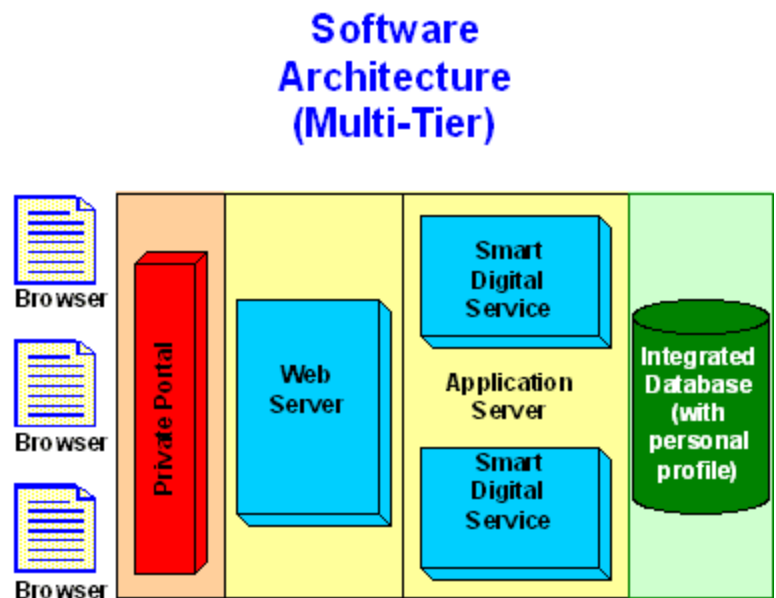 Software
Architecture
(Multi-Tier)
Browser
Browser
Browser
Private Portal
Web
Server
Smart
Digital
Service
Application
Server
Smart
Digital
Service
Integrated
Database
(with
personal
profile)